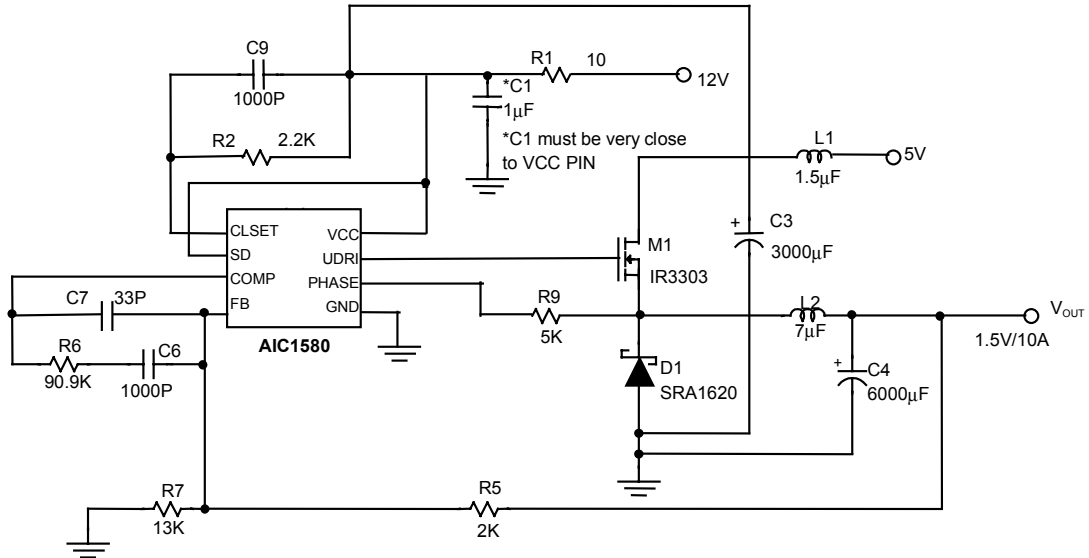 C9
1000P
R2 2.2K
*C1
1μF
R1 10
12V
*C1 must be very close
to VCC PIN
L1
1.5μF
5V
C3
+
3000μF
CLSET
SD
COMP
FB
VCC
UDRI
PHASE
GND
AIC1580
M1
IR3303
C7 33P
R6
90.9K
C6
1000P
R9
5K
L2
7μF
VOUT
1.5V/10A
D1
SRA1620
+
C4
6000μF
R7
13K
R5
2K